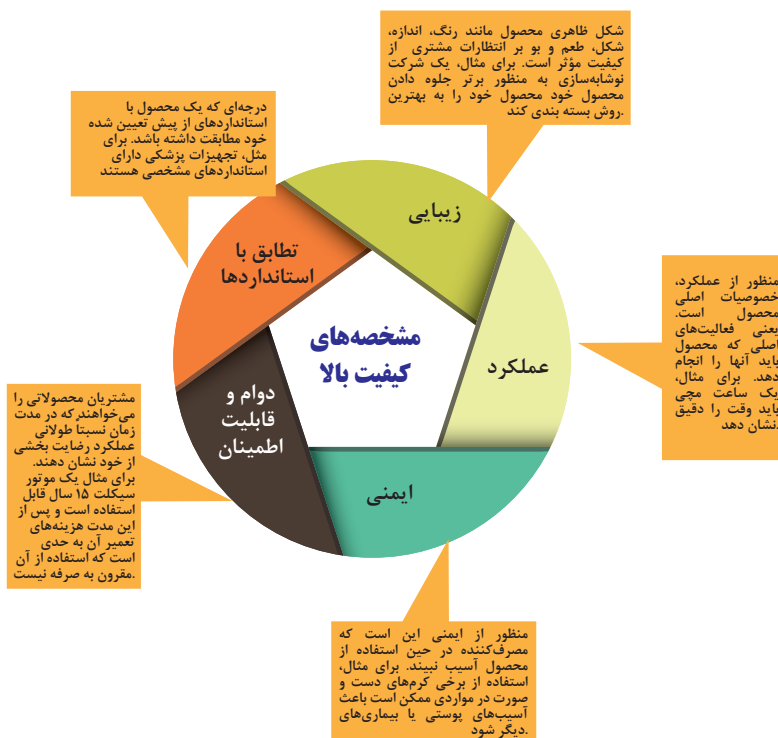 شکل ظاهری محصول مانند رنگ، اندازه،
شکل، طعم و بو بر انتظارات مشتری از
کیفیت مؤثر است. برای مثال، یک شرکت
نوشابه‌سازی به منظور برتر جلوه دادن
محصول خود محصول خود را به بهترین
روش بسته بندی کند.
درجه‌ای که یک محصول با
استانداردهای از پیش تعیین شده
خود مطابقت داشته باشد. برای
مثل، تجهیزات پزشکی دارای
استانداردهای مشخصی هستند
زیبایی
تطابق با
استانداردها
مشخصه‌های
کیفیت بالا
عملکرد
منظور از عملکرد،
خصوصیات اصلی
محصول است.
یعنی فعالیت‌های
اصلی که محصول
باید آنها را انجام
دهد. برای مثال،
یک ساعت مچی
باید وقت را دقیق
نشان دهد.
دوام و
قابلیت
اطمینان
مشتریان محصولاتی را
می‌خواهند که در مدت
زمان نسبتاً طولانی
عملکرد رضایت بخشی
از خود نشان دهند.
برای مثال یک موتور
سیکلت ۱۵ سال قابل
استفاده است و پس از
این مدت هزینه‌های
تعمیر آن به حدی
است که استفاده از آن
مقرون به صرفه نیست.
ایمنی
منظور از ایمنی این است که
مصرف‌کننده در حین استفاده از
محصول آسیب نبیند. برای مثال،
استفاده از برخی کرم‌های دست و
صورت در مواردی ممکن است باعث
آسیب‌های پوستی یا بیماری‌های
دیگر شود.